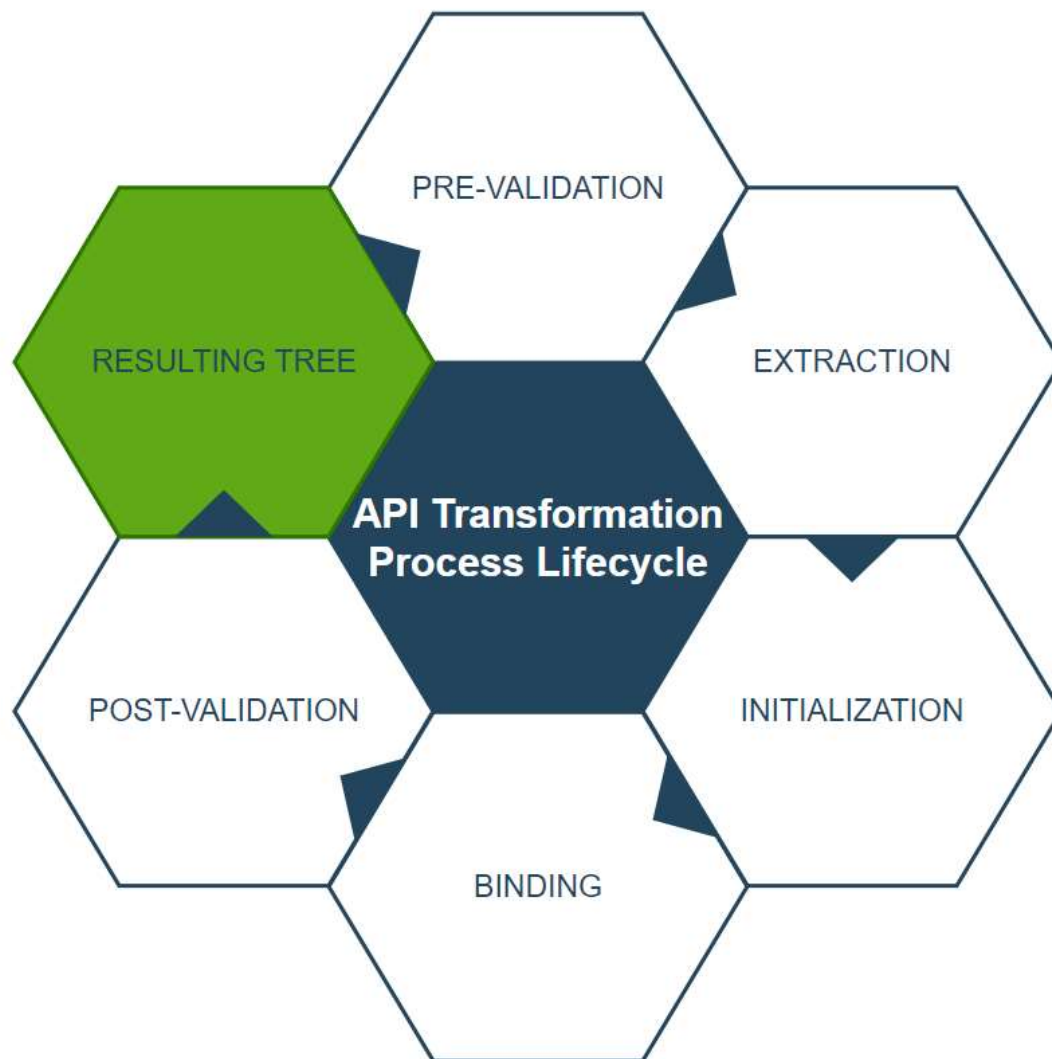 PRE-VALIDATION
RESULTING TREE
EXTRACTION
API Transformation
Process Lifecycle
POST-VALIDATION
INITIALIZATION
BINDING